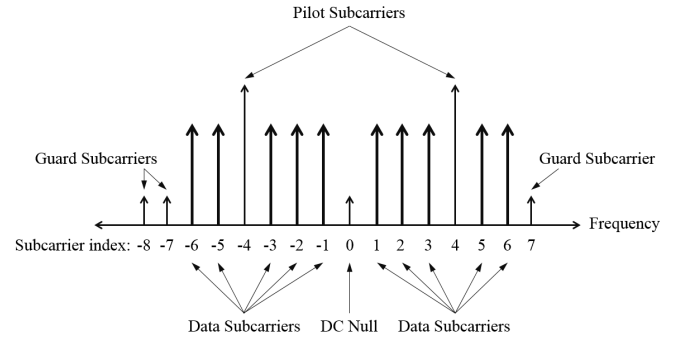 Pilot Subcarriers
Guard Subcarriers
Guard Subcarrier
Frequency
Subcarrier index: -8 -7 -6 -5 -4 -3 -2 -1 0 1 2 3 4 5 6 7
Data Subcarriers DC Null Data Subcarriers